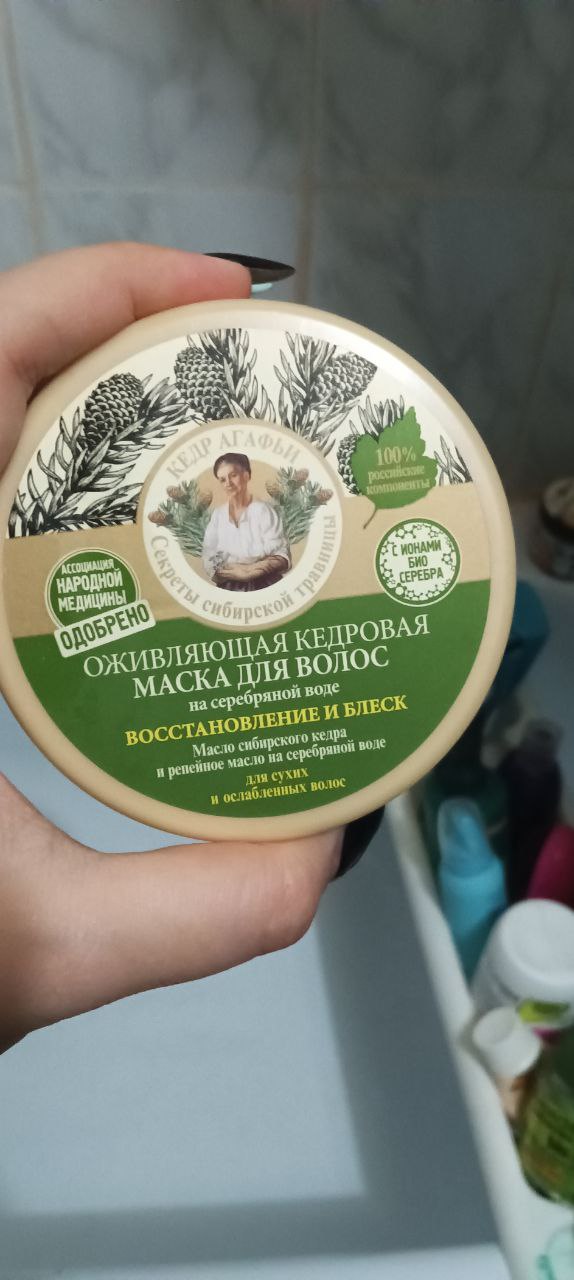 КЕДР АГАФЬИ
Секреты сибирской травницы
100%
российские
компоненты
АССОЦИАЦИЯ
НАРОДНОЙ
МЕДИЦИНЫ
ОДОБРЕНО
С ИОНАМИ
БИО
СЕРЕБРА
ОЖИВЛЯЮЩАЯ КЕДРОВАЯ
МАСКА ДЛЯ ВОЛОС
на серебряной воде
ВОССТАНОВЛЕНИЕ И БЛЕСК
Масло сибирского кедра
и репейное масло на серебряной воде
для сухих
и ослабленных волос